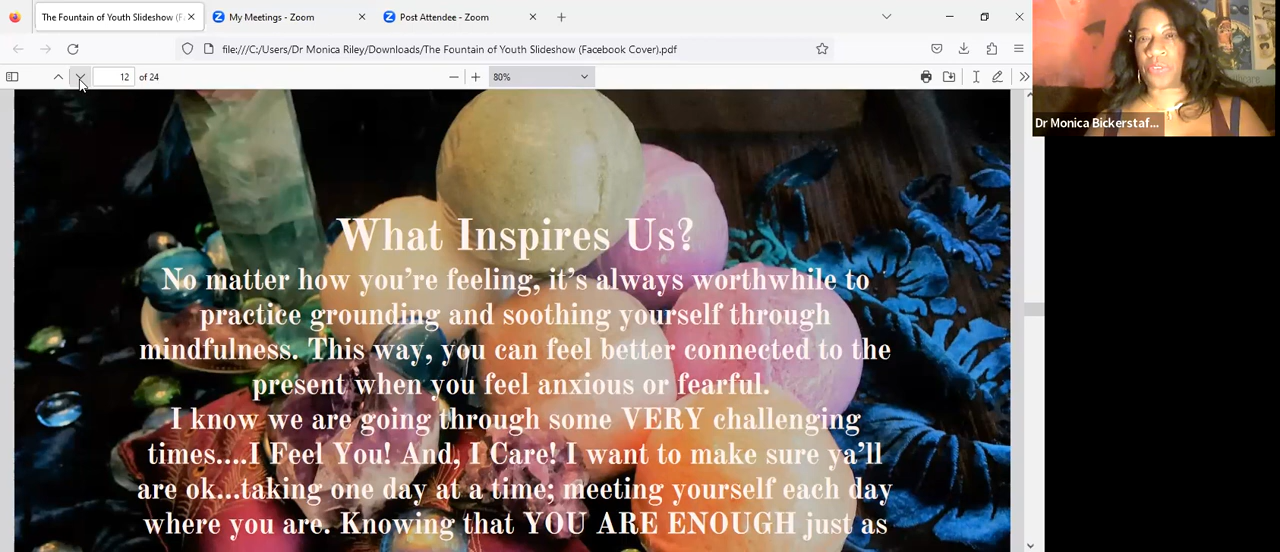 The Fountain of Youth Slideshow (Fa
My Meetings - Zoom
Post Attendee - Zoom
file:///C:/Users/Dr Monica Riley/Downloads/The Fountain of Youth Slideshow (Facebook Cover).pdf
12 of 24
80%
Dr Monica Bickerstaf...
What Inspires Us?
No matter how you’re feeling, it’s always worthwhile to
practice grounding and soothing yourself through
mindfulness. This way, you can feel better connected to the
present when you feel anxious or fearful.
I know we are going through some VERY challenging
times....I Feel You! And, I Care! I want to make sure ya’ll
are ok...taking one day at a time; meeting yourself each day
where you are. Knowing that YOU ARE ENOUGH just as